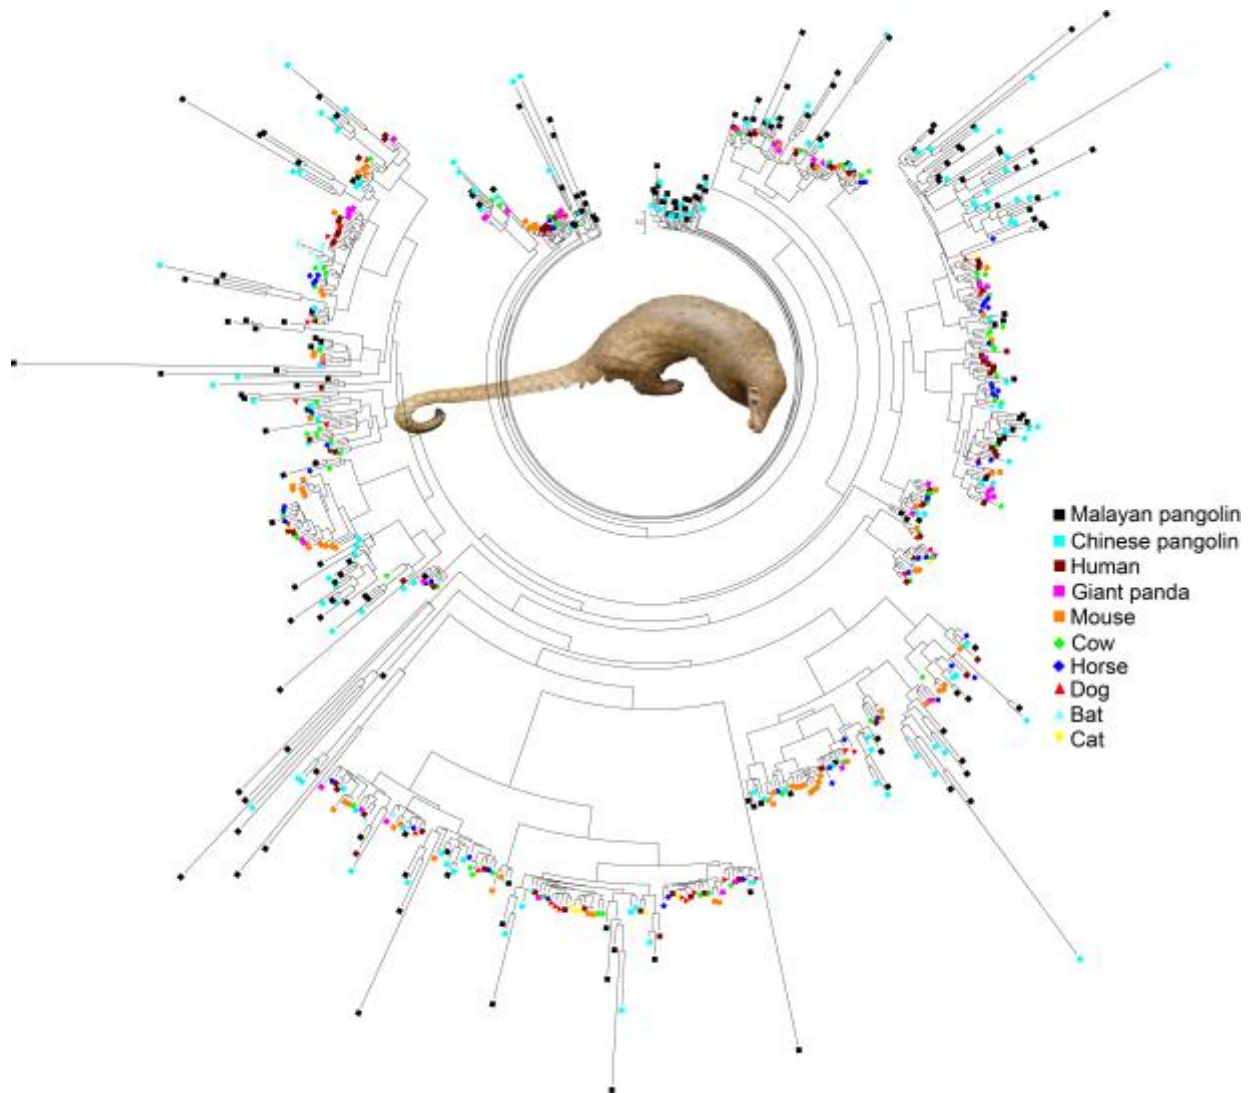 Malayan pangolin
Chinese pangolin
Human
Giant panda
Mouse
Cow
Horse
Dog
Bat
Cat